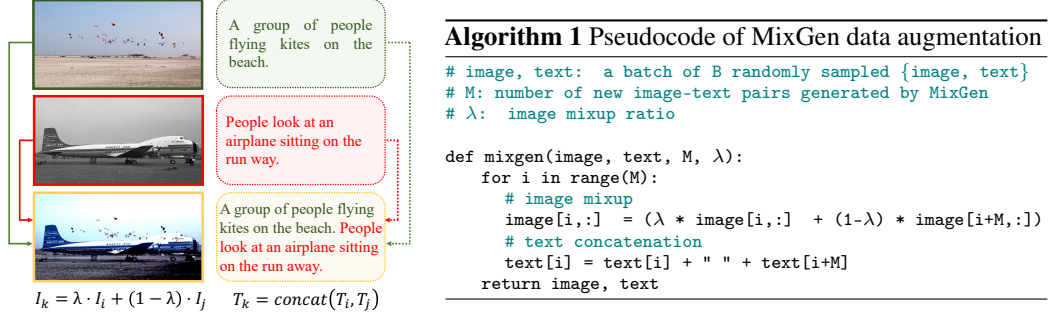 A group of people
flying kites on the
beach.
People look at an
airplane sitting on the
run way.
A group of people flying
kites on the beach. People
look at an airplane sitting
on the run away.
I_k = λ · I_i + (1 − λ) · I_j
T_k = concat(T_i, T_j)
Algorithm 1 Pseudocode of MixGen data augmentation
# image, text: a batch of B randomly sampled {image, text}
# M: number of new image-text pairs generated by MixGen
# λ: image mixup ratio
def mixgen(image, text, M, λ):
for i in range(M):
# image mixup
image[i,:] = (λ * image[i,:] + (1-λ) * image[i+M,:])
# text concatenation
text[i] = text[i] + " " + text[i+M]
return image, text